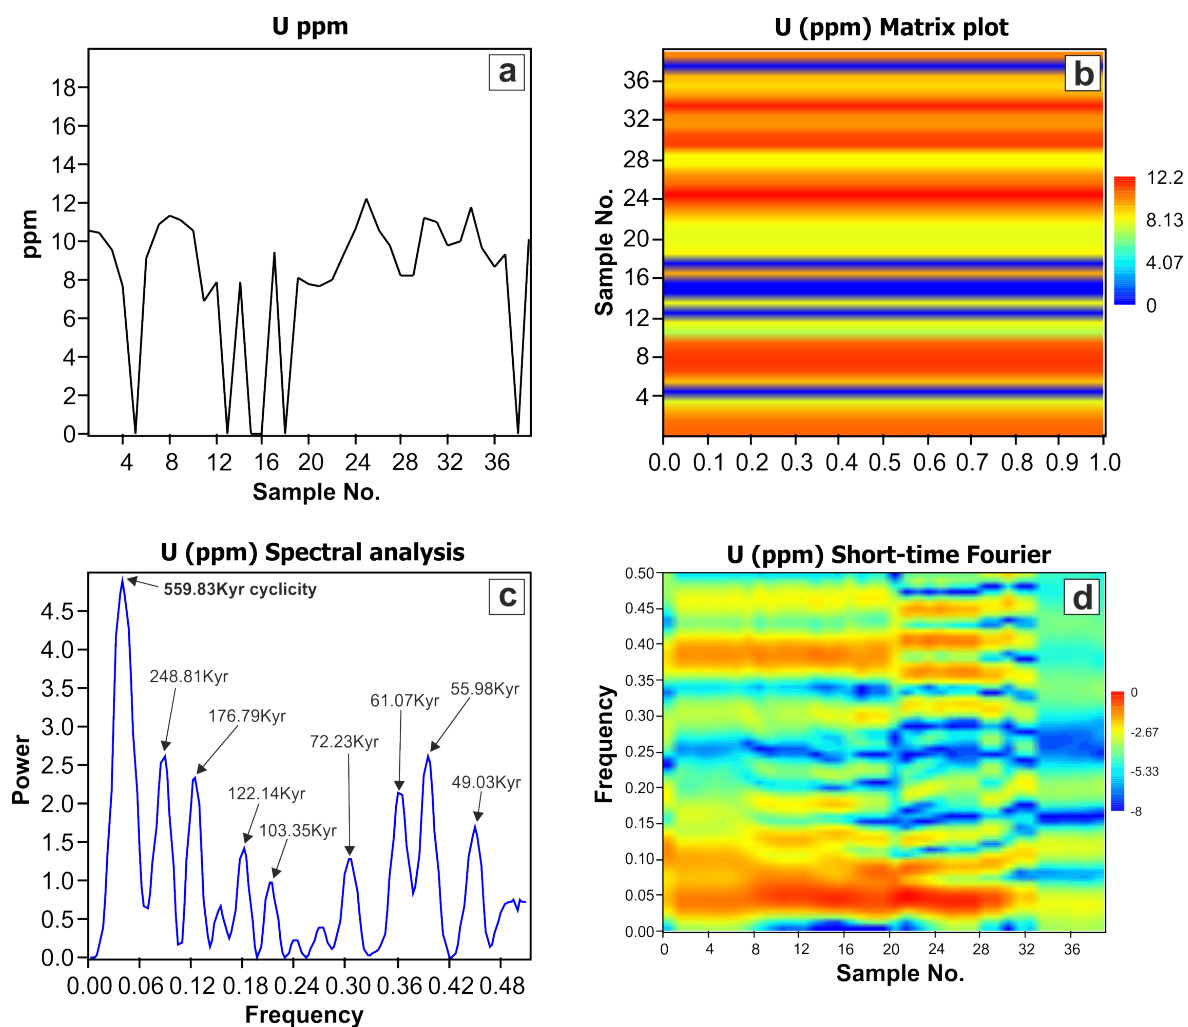 U ppm
a
18
16
14
12
10
8
6
4
2
0
ppm
4 8 12 16 20 24 28 32 36
Sample No.
U (ppm) Matrix plot
b
36
32
28
24
20
16
12
8
4
Sample No.
0.0 0.1 0.2 0.3 0.4 0.5 0.6 0.7 0.8 0.9 1.0
12.2
8.13
4.07
0
U (ppm) Spectral analysis
c
559.83Kyr cyclicity
248.81Kyr
176.79Kyr
122.14Kyr
103.35Kyr
72.23Kyr
61.07Kyr
55.98Kyr
49.03Kyr
4.5
4.0
3.5
3.0
2.5
2.0
1.5
1.0
0.5
0.0
Power
0.00 0.06 0.12 0.18 0.24 0.30 0.36 0.42 0.48
Frequency
U (ppm) Short-time Fourier
d
0.50
0.45
0.40
0.35
0.30
0.25
0.20
0.15
0.10
0.05
0.00
Frequency
0 4 8 12 16 20 24 28 32 36
Sample No.
0
-2.67
-5.33
-8